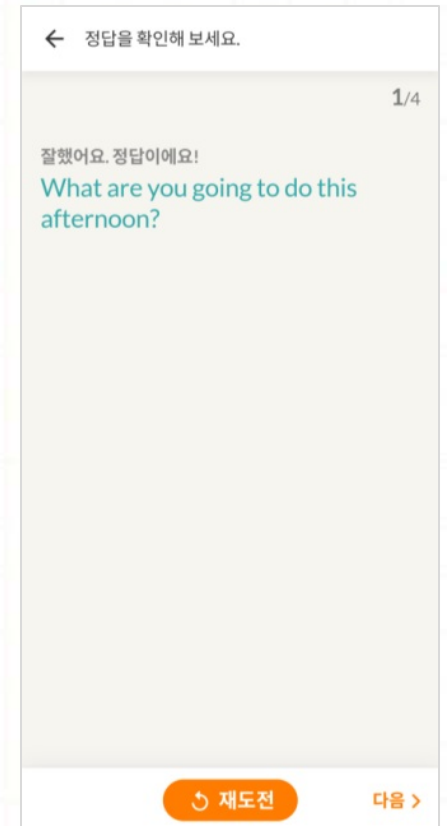 정답을 확인해 보세요.
1/4
잘했어요. 정답이에요!
What are you going to do this
afternoon?
재도전
다음 >